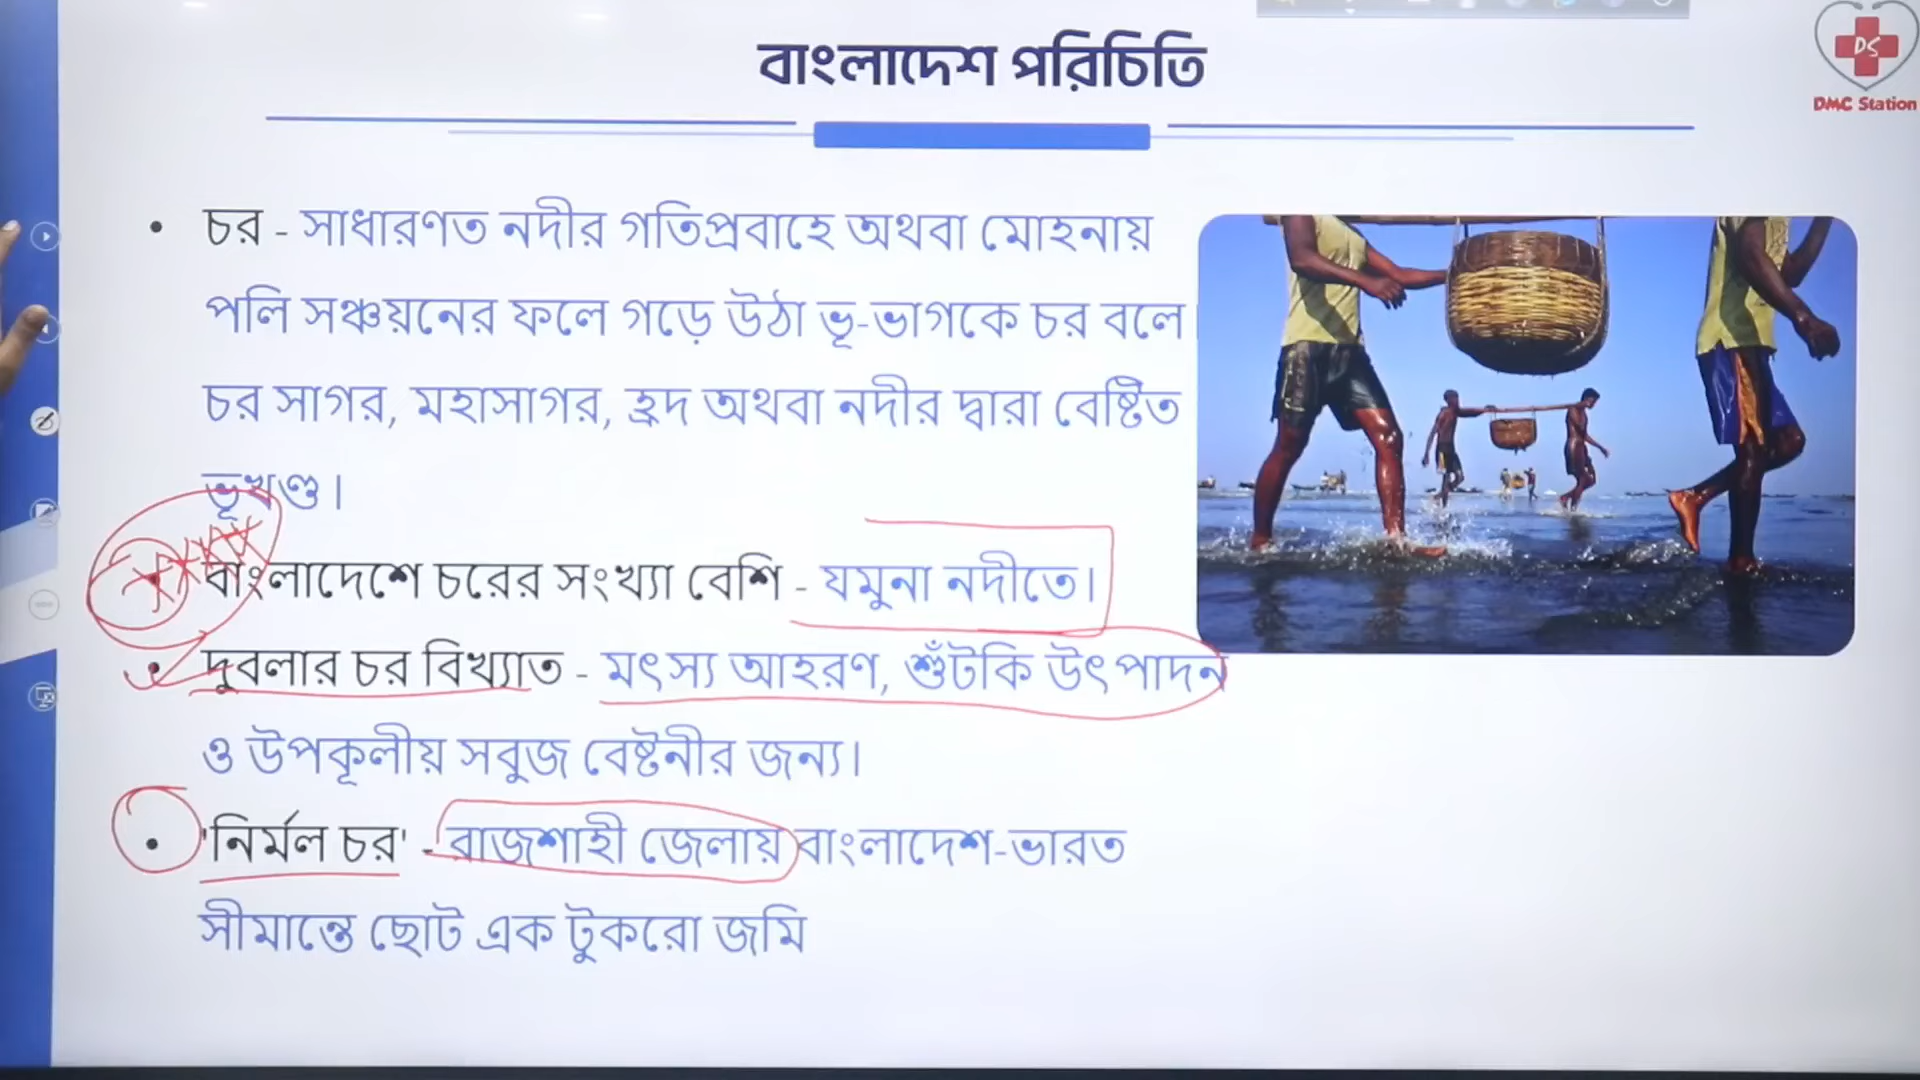 বাংলাদেশ পরিচিতি
DS
DMC Station
• চর - সাধারণত নদীর গতিপ্রবাহে অথবা মোহনায়
পলি সঞ্চয়নের ফলে গড়ে উঠা ভূ-ভাগকে চর বলে
চর সাগর, মহাসাগর, হ্রদ অথবা নদীর দ্বারা বেষ্টিত
ভূখণ্ড।
বাংলাদেশে চরের সংখ্যা বেশি - যমুনা নদীতে।
• দুবলার চর বিখ্যাত - মৎস্য আহরণ, শুঁটকি উৎপাদন
ও উপকূলীয় সবুজ বেষ্টনীর জন্য।
• 'নির্মল চর' - রাজশাহী জেলায় বাংলাদেশ-ভারত
সীমান্তে ছোট এক টুকরো জমি